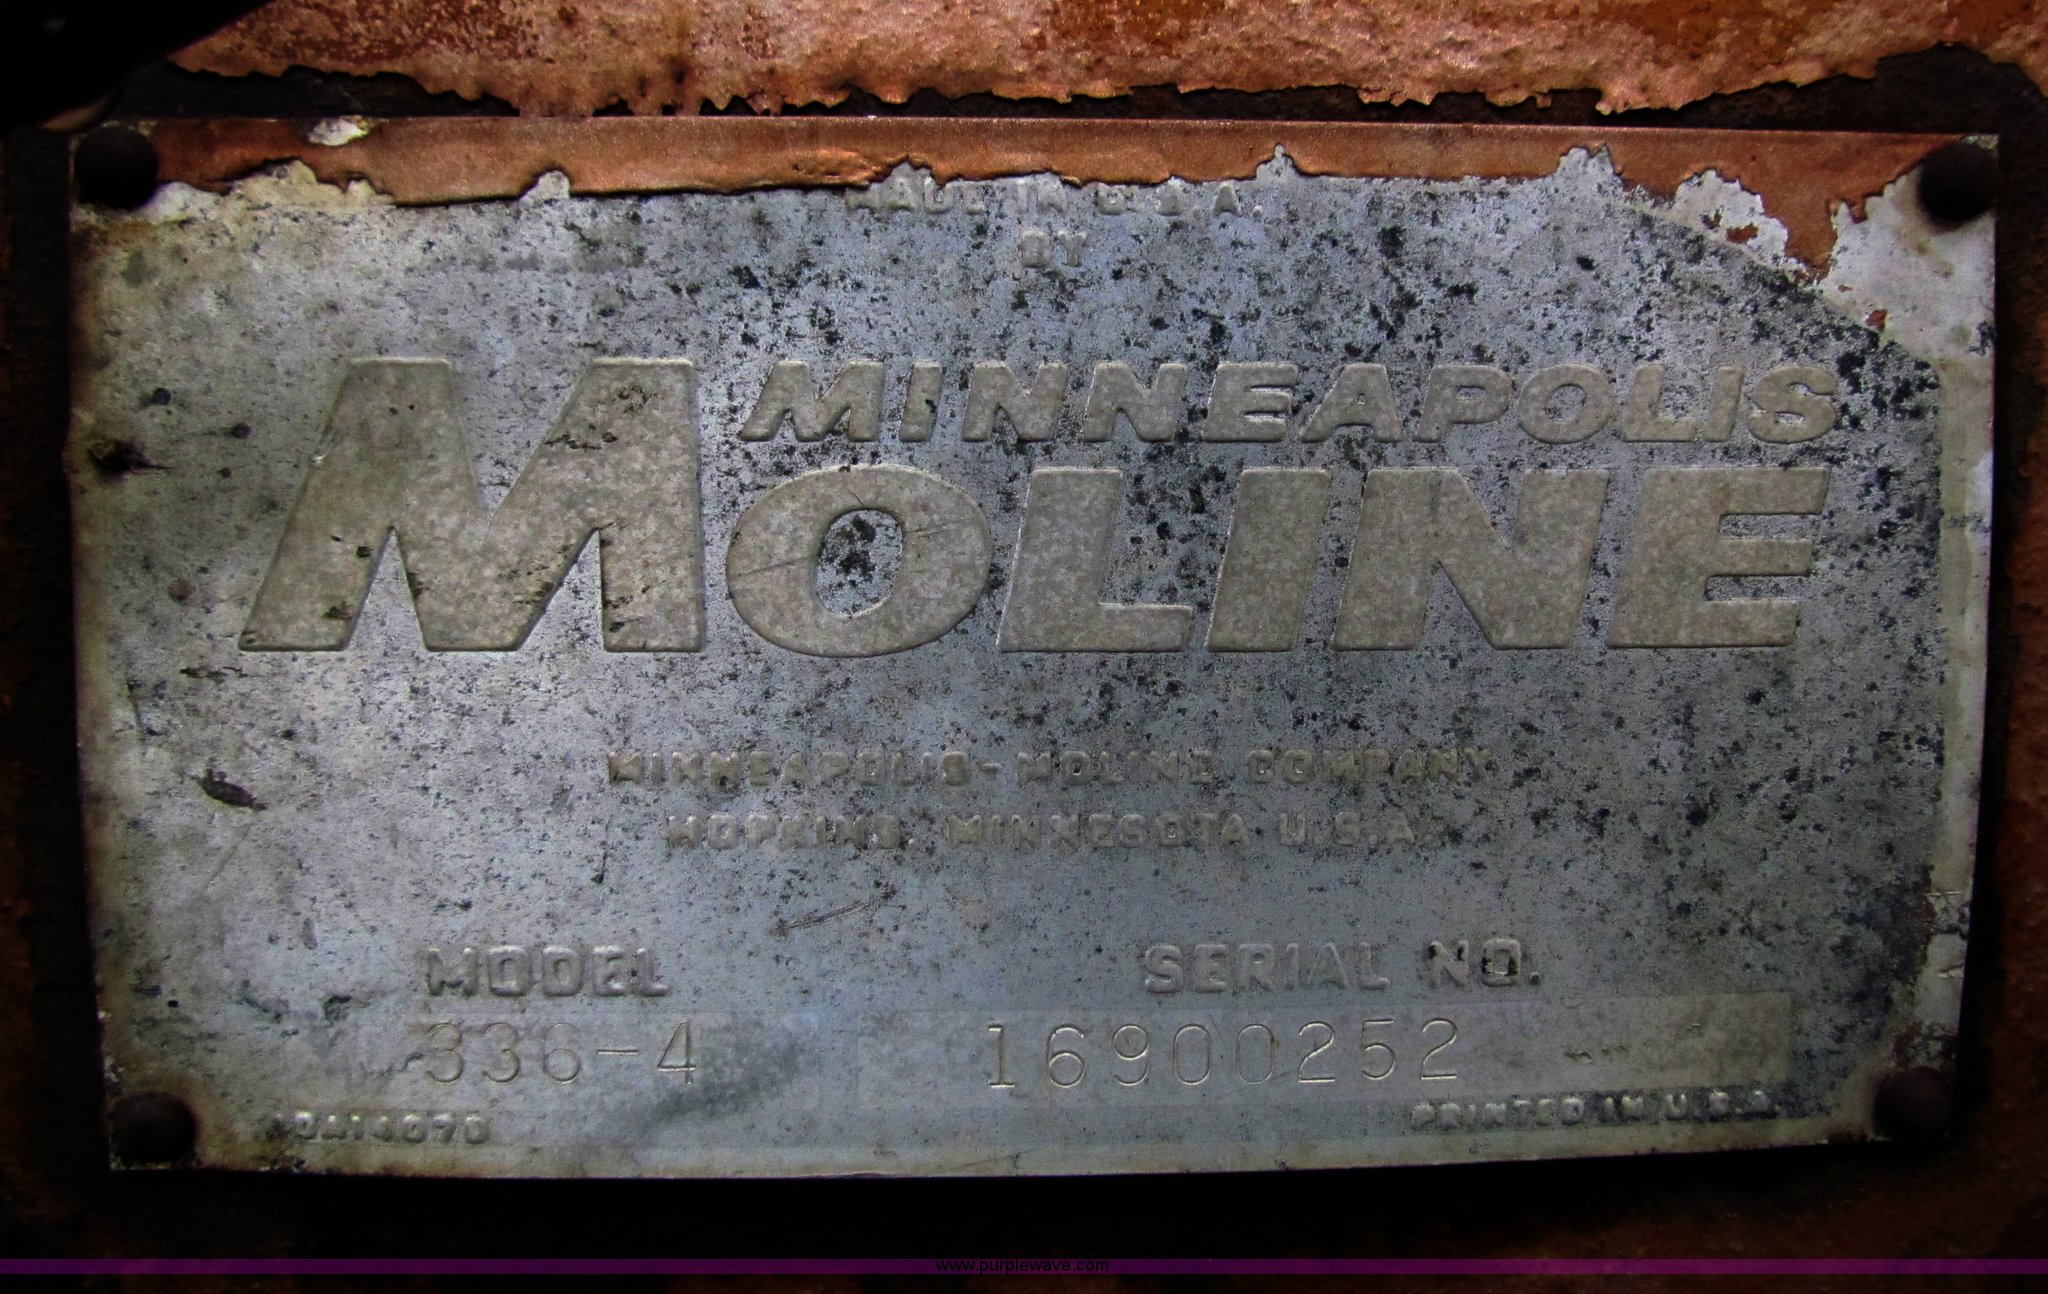 MADE IN U.S.A.
BY
MINNEAPOLIS
MOLINE
MINNEAPOLIS-MOLINE COMPANY
HOPKINS, MINNESOTA U.S.A.
MODEL SERIAL NO.
336-4 16900252
10A14070 PRINTED IN U.S.A.
www.purplewave.com